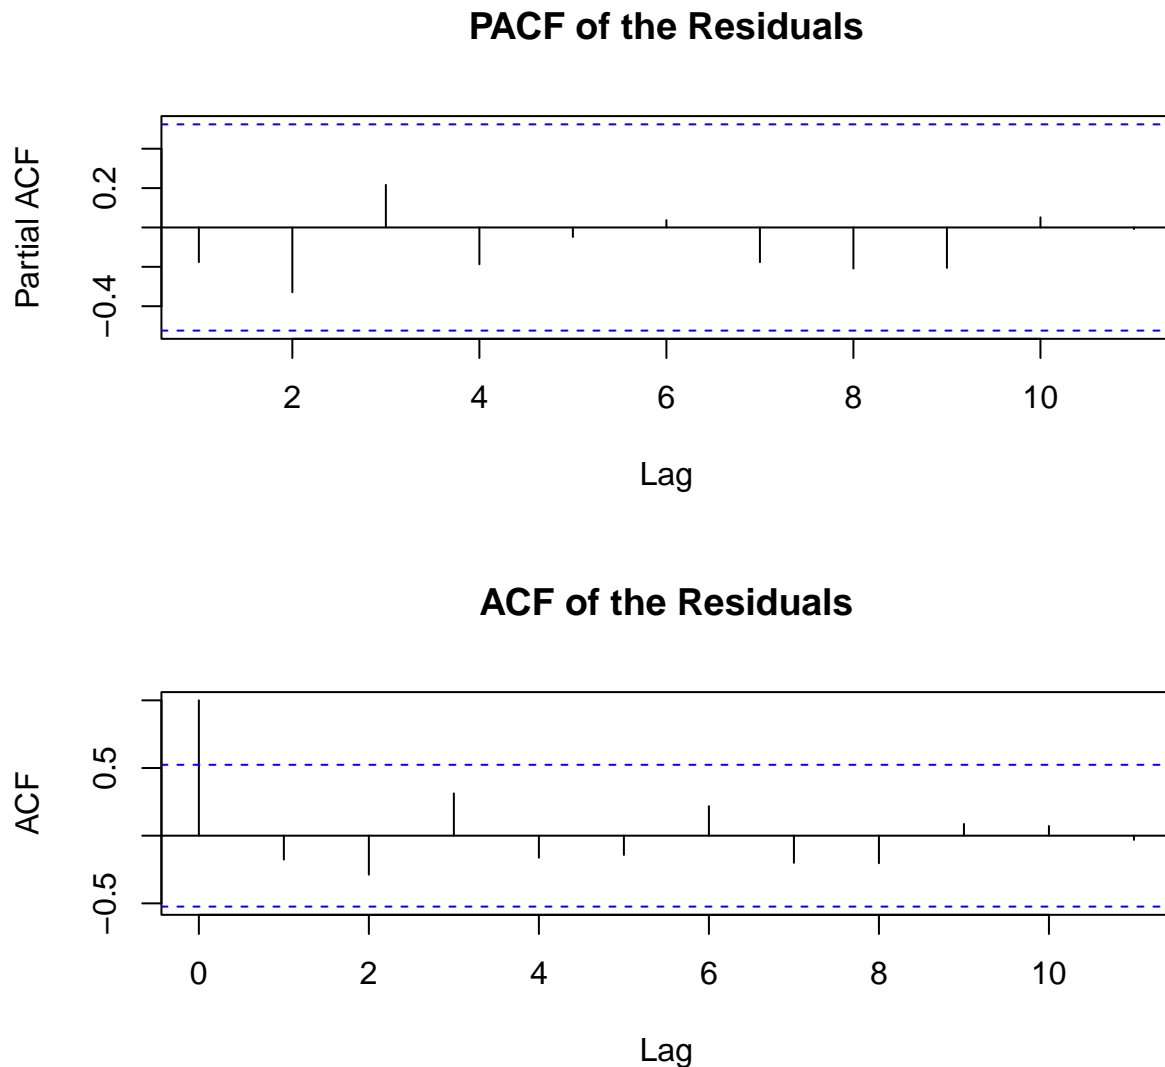 PACF of the Residuals
Partial ACF
0.2
−0.4
2 4 6 8 10
Lag
ACF of the Residuals
ACF
0.5
−0.5
0 2 4 6 8 10
Lag